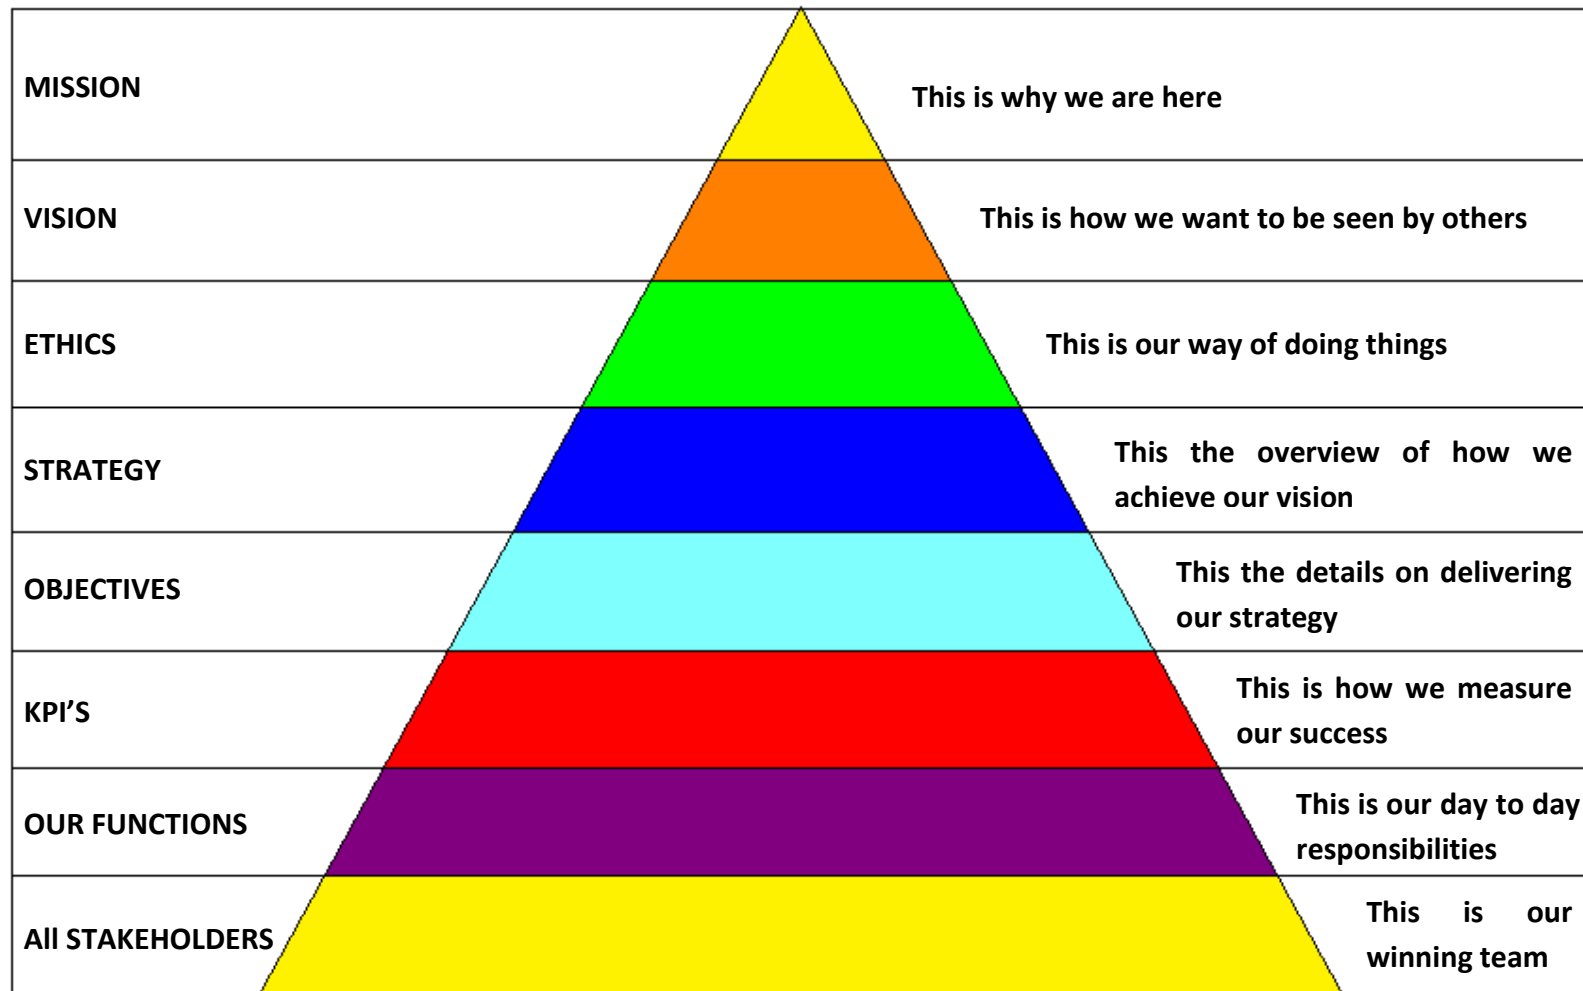 MISSION
This is why we are here
VISION
This is how we want to be seen by others
ETHICS
This is our way of doing things
STRATEGY
This the overview of how we
achieve our vision
OBJECTIVES
This the details on delivering
our strategy
KPI’S
This is how we measure
our success
OUR FUNCTIONS
This is our day to day
responsibilities
All STAKEHOLDERS
This is our
winning team